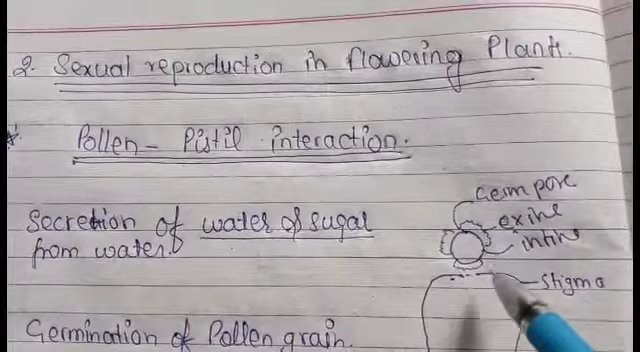 2. Sexual reproduction in flowering Plant.
Pollen - Pistil interaction.
Germ pore
exine
intine
Secretion of water of sugar
from water.
Stigma
Germination of Pollen grain.